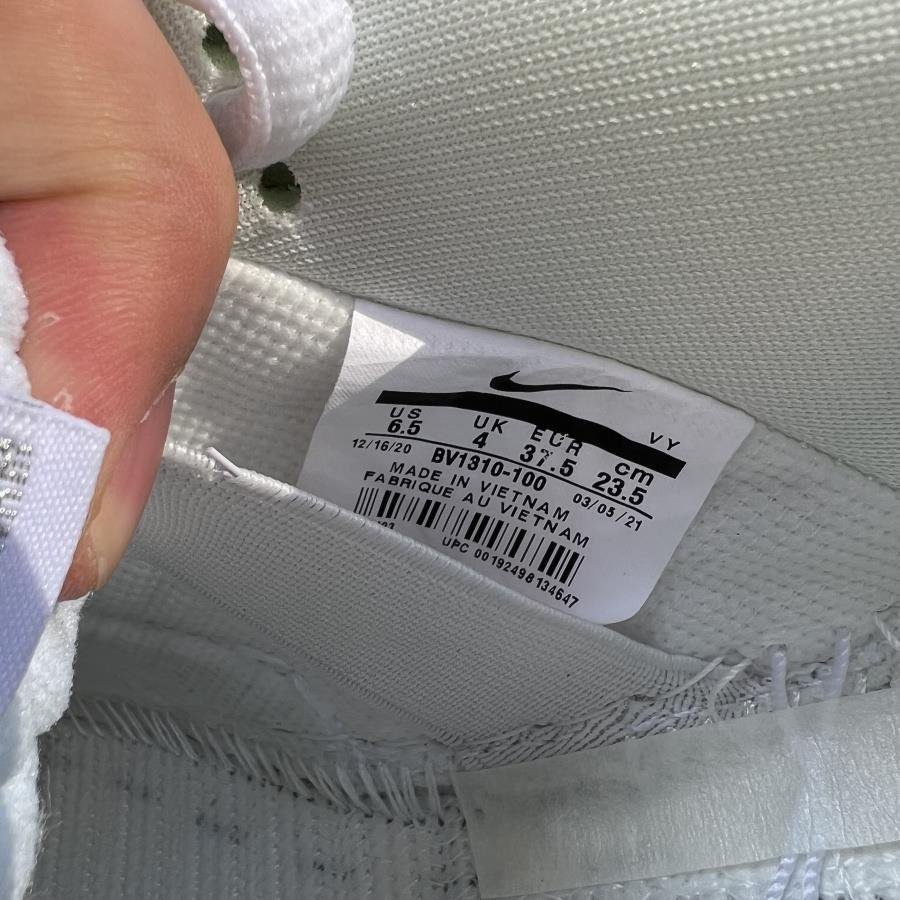 VY
US UK EUR cm
6.5 4 37.5 23.5
12/16/20 BV1310-100 03/05/21
MADE IN VIETNAM
FABRIQUE AU VIETNAM
UPC 00192498134647